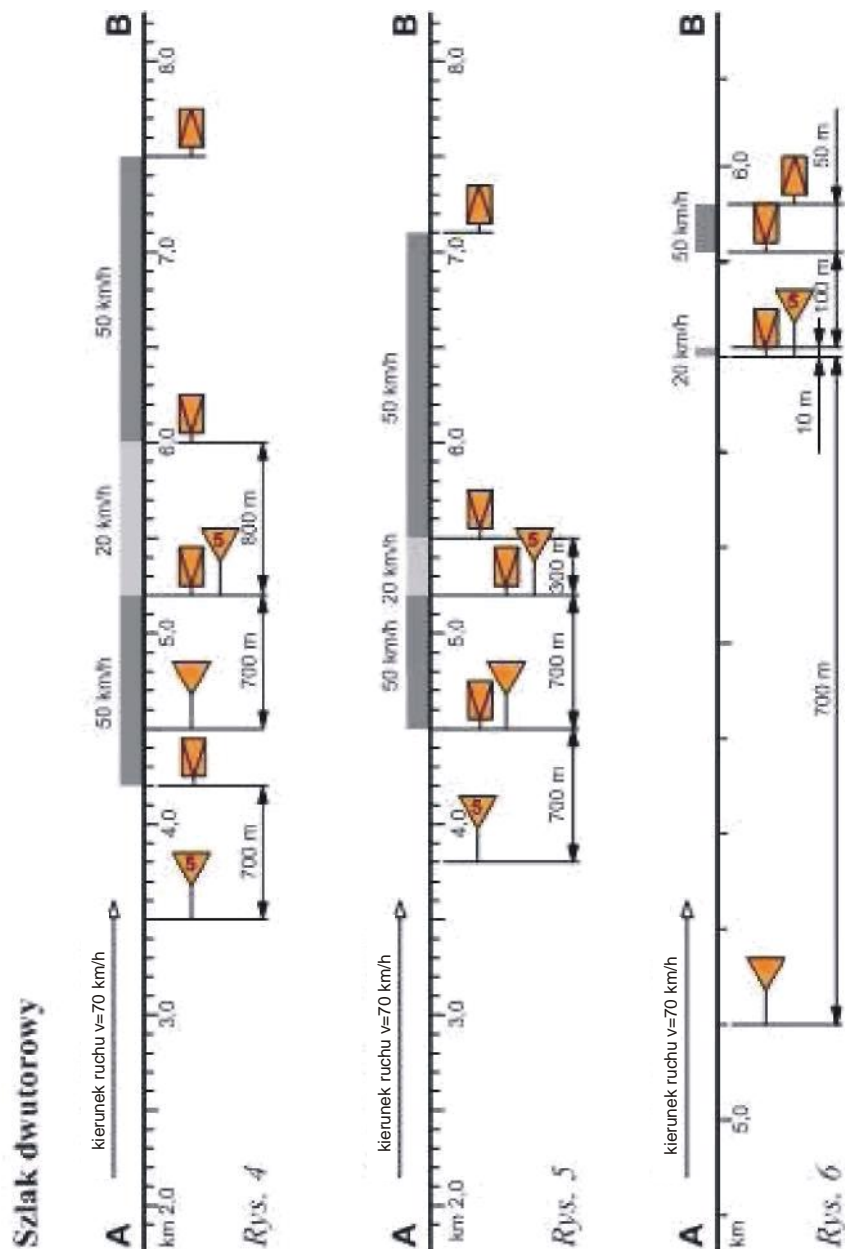 Szlak dwutorowy
kierunek ruchu v=70 km/h
50 km/h
20 km/h
50 km/h
A
B
km 2,0
3,0
4,0
5,0
6,0
7,0
8,0
5
5
700 m
700 m
800 m
Rys. 4
kierunek ruchu v=70 km/h
50 km/h
20 km/h
50 km/h
A
B
km 2,0
3,0
4,0
5,0
6,0
7,0
8,0
5
5
700 m
700 m
300 m
Rys. 5
kierunek ruchu v=70 km/h
20 km/h
50 km/h
A
B
km
5,0
6,0
5
10 m
100 m
50 m
700 m
Rys. 6